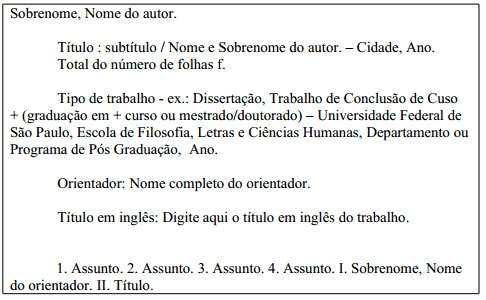 Sobrenome, Nome do autor.
Título : subtítulo / Nome e Sobrenome do autor. – Cidade, Ano.
Total do número de folhas f.
Tipo de trabalho - ex.: Dissertação, Trabalho de Conclusão de Cuso
+ (graduação em + curso ou mestrado/doutorado) – Universidade Federal de
São Paulo, Escola de Filosofia, Letras e Ciências Humanas, Departamento ou
Programa de Pós Graduação,  Ano.
Orientador: Nome completo do orientador.
Título em inglês: Digite aqui o título em inglês do trabalho.
1. Assunto. 2. Assunto. 3. Assunto. 4. Assunto. I. Sobrenome, Nome
do orientador. II. Título.